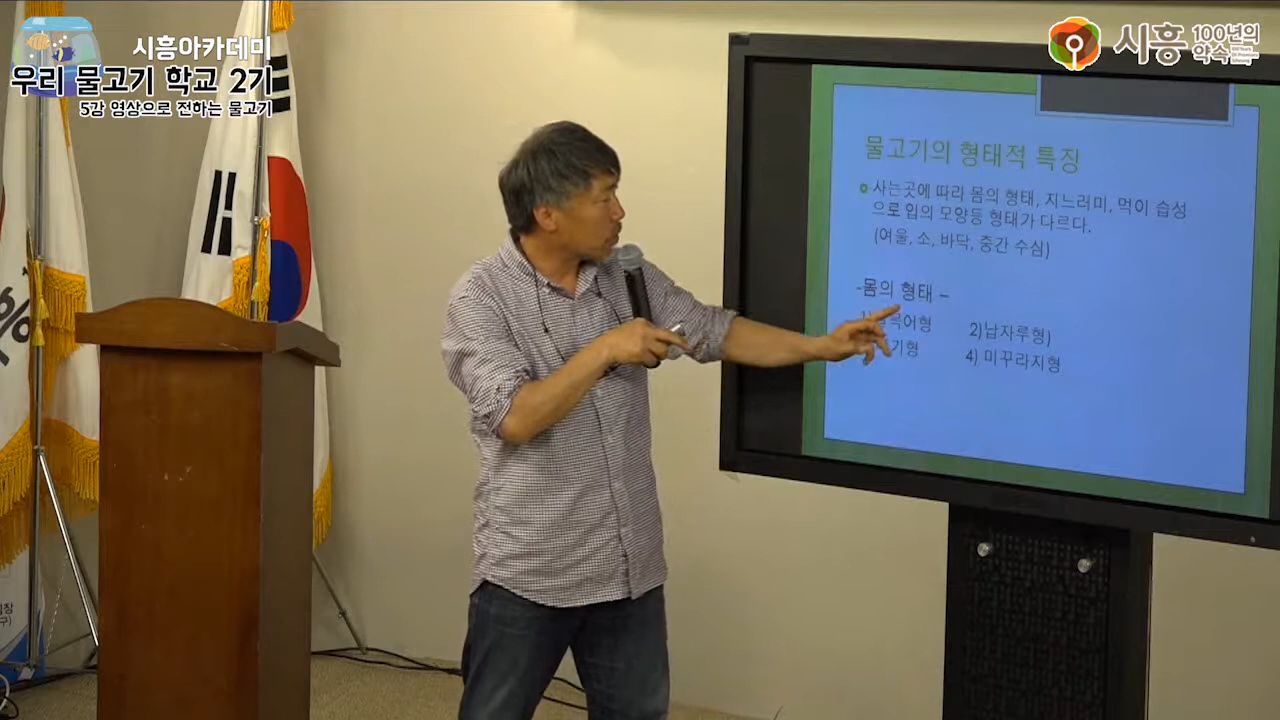 시흥아카데미
우리 물고기 학교 2기
5강 영상으로 전하는 물고기
시흥 100년의
약속
물고기의 형태적 특징
사는곳에 따라 몸의 형태, 지느러미, 먹이 습성
으로 입의 모양등 형태가 다르다.
(여울, 소, 바닥, 중간 수심)
-몸의 형태 –
어형 2)납자루형)
기형 4) 미꾸라지형